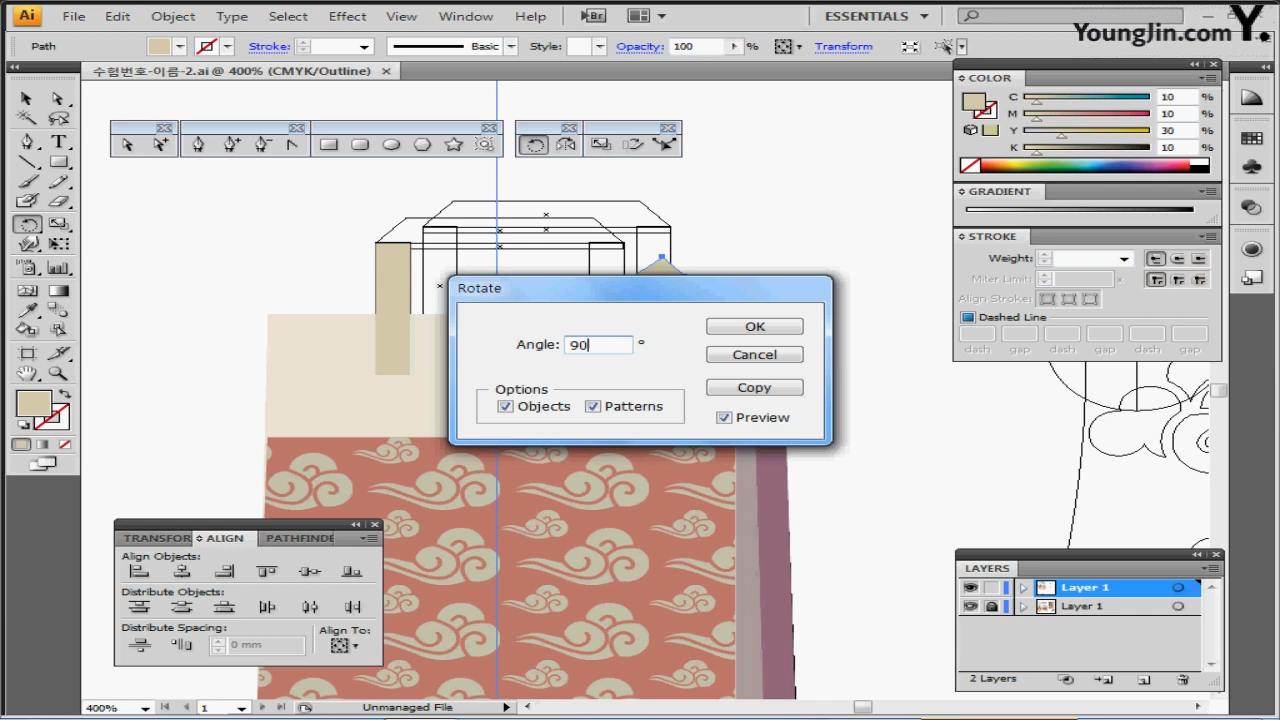 Ai File Edit Object Type Select Effect View Window Help Br ESSENTIALS
YoungJin.com Y.
Path Stroke: Basic Style: Opacity: 100 % Transform
수험번호-이름-2.ai @ 400% (CMYK/Outline)
COLOR
C 10 %
M 10 %
Y 30 %
K 10 %
GRADIENT
STROKE
Weight:
Miter Limit: x
Align Stroke:
Dashed Line
dash gap dash gap dash gap
Rotate
Angle: 90 °
OK
Cancel
Copy
Options
Objects Patterns
Preview
TRANSFOR ALIGN PATHFINDE
Align Objects:
Distribute Objects:
Distribute Spacing: Align To:
0 mm
LAYERS
Layer 1
Layer 1
2 Layers
400% 1 Unmanaged File